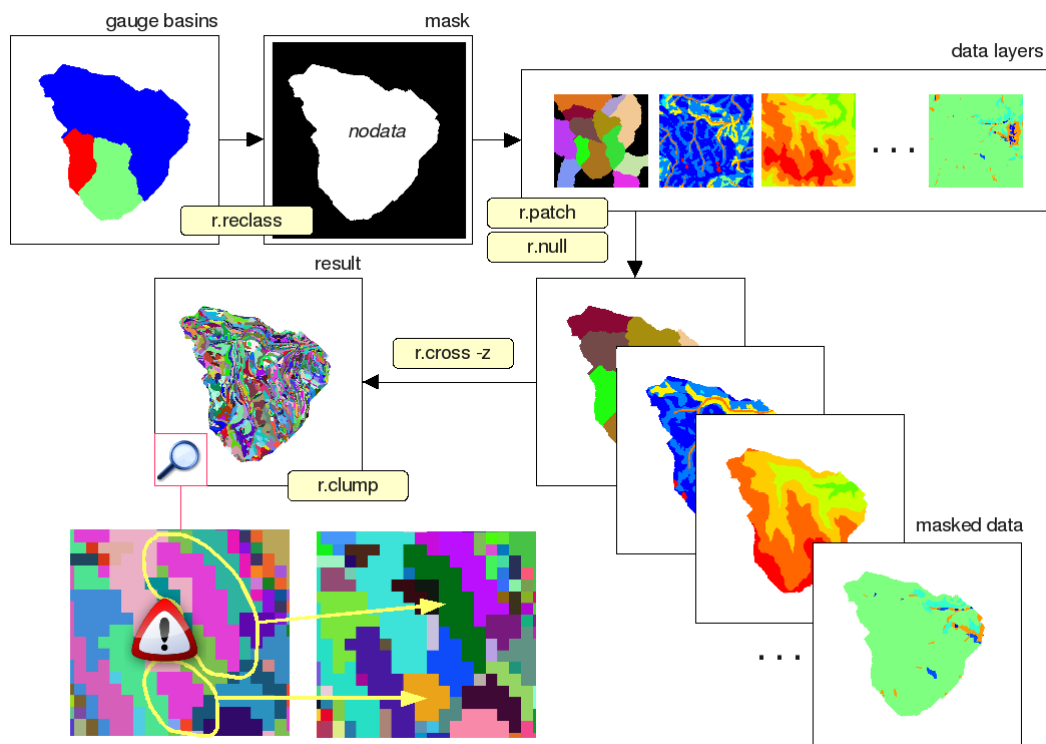 gauge basins
mask
data layers
nodata
r.reclass
r.patch
r.null
result
r.cross -z
r.clump
masked data